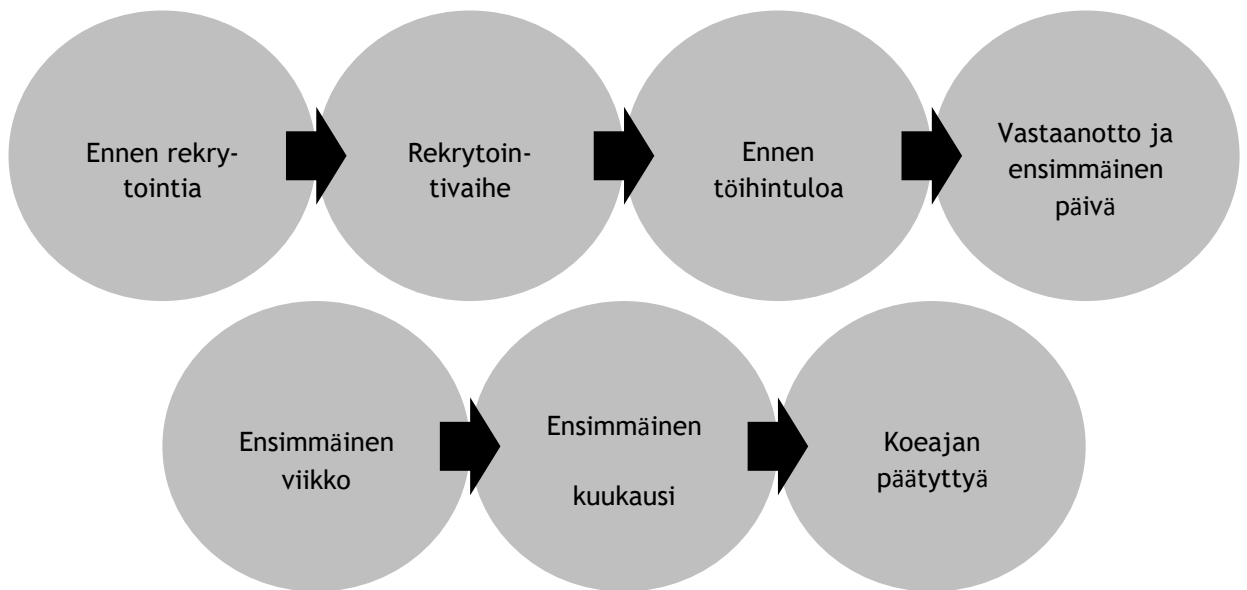 Ennen rekry-
tointia
Rekrytoin-
tivaihe
Ennen
töihintuloa
Vastaanotto ja
ensimmäinen
päivä
Ensimmäinen
viikko
Ensimmäinen
kuukausi
Koeajan
päätyttyä